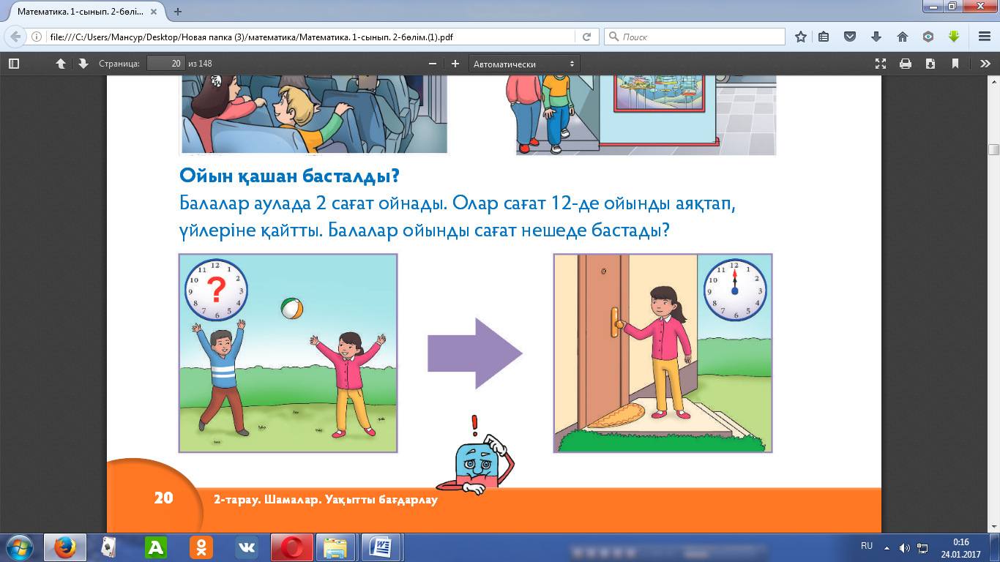 Математика. 1-сынып. 2-бөлі...
file:///C:/Users/Мансур/Desktop/Новая папка (3)/математика/Математика. 1-сынып. 2-бөлім.(1).pdf
Поиск
Страница: 20 из 148
Автоматически
Ойын қашан басталды?
Балалар аулада 2 сағат ойнады. Олар сағат 12-де ойынды аяқтап,
үйлеріне қайтты. Балалар ойынды сағат нешеде бастады?
12 1 2 3 4 5 6 7 8 9 10 11
?
12 1 2 3 4 5 6 7 8 9 10 11
!
20 2-тарау. Шамалар. Уақытты бағдарлау
RU
0:16
24.01.2017